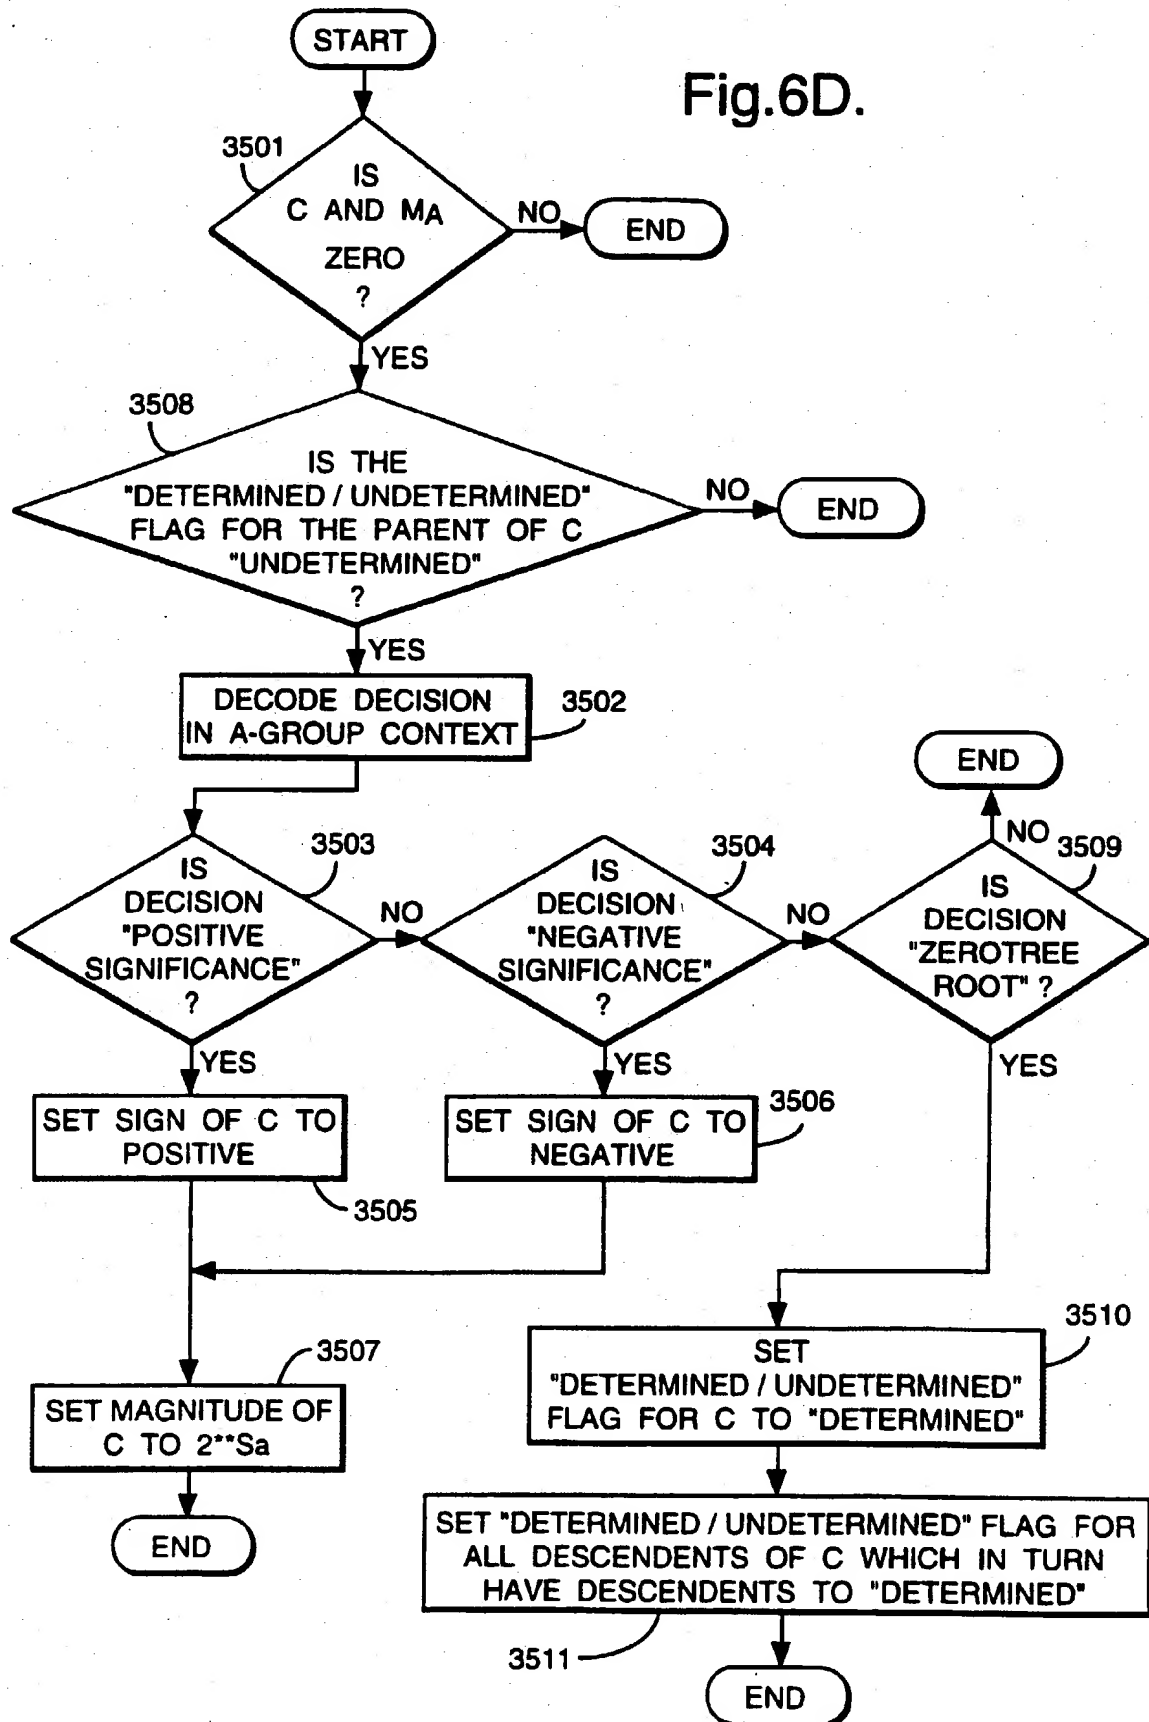 START
Fig.6D.
3501
IS
C AND MA
ZERO
?
NO
END
YES
3508
IS THE
"DETERMINED / UNDETERMINED"
FLAG FOR THE PARENT OF C
"UNDETERMINED"
?
NO
END
YES
DECODE DECISION
IN A-GROUP CONTEXT
3502
END
NO
3503
IS
DECISION
"POSITIVE
SIGNIFICANCE"
?
NO
3504
IS
DECISION
"NEGATIVE
SIGNIFICANCE"
?
NO
3509
IS
DECISION
"ZEROTREE
ROOT" ?
YES
YES
YES
SET SIGN OF C TO
POSITIVE
3505
SET SIGN OF C TO
NEGATIVE
3506
3507
SET MAGNITUDE OF
C TO 2**Sa
END
3510
SET
"DETERMINED / UNDETERMINED"
FLAG FOR C TO "DETERMINED"
SET "DETERMINED / UNDETERMINED" FLAG FOR
ALL DESCENDENTS OF C WHICH IN TURN
HAVE DESCENDENTS TO "DETERMINED"
3511
END